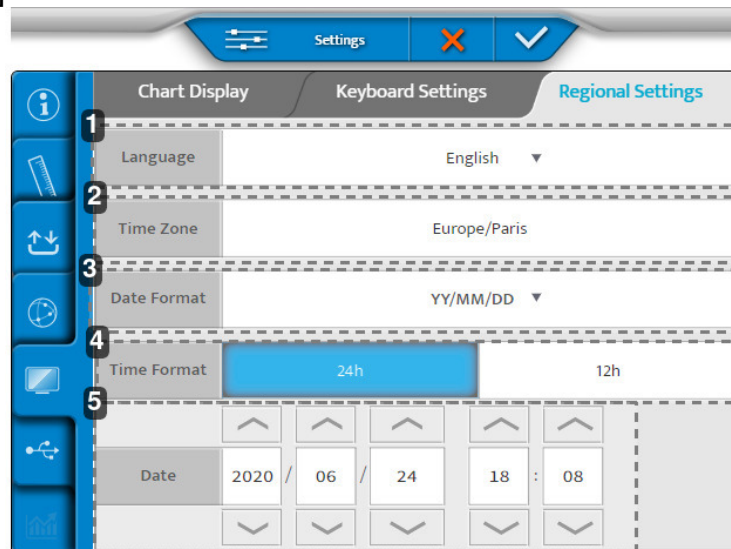 Settings
Chart Display Keyboard Settings Regional Settings
1
Language English
2
Time Zone Europe/Paris
3
Date Format YY/MM/DD
4
Time Format 24h 12h
5
Date 2020 / 06 / 24 18 : 08